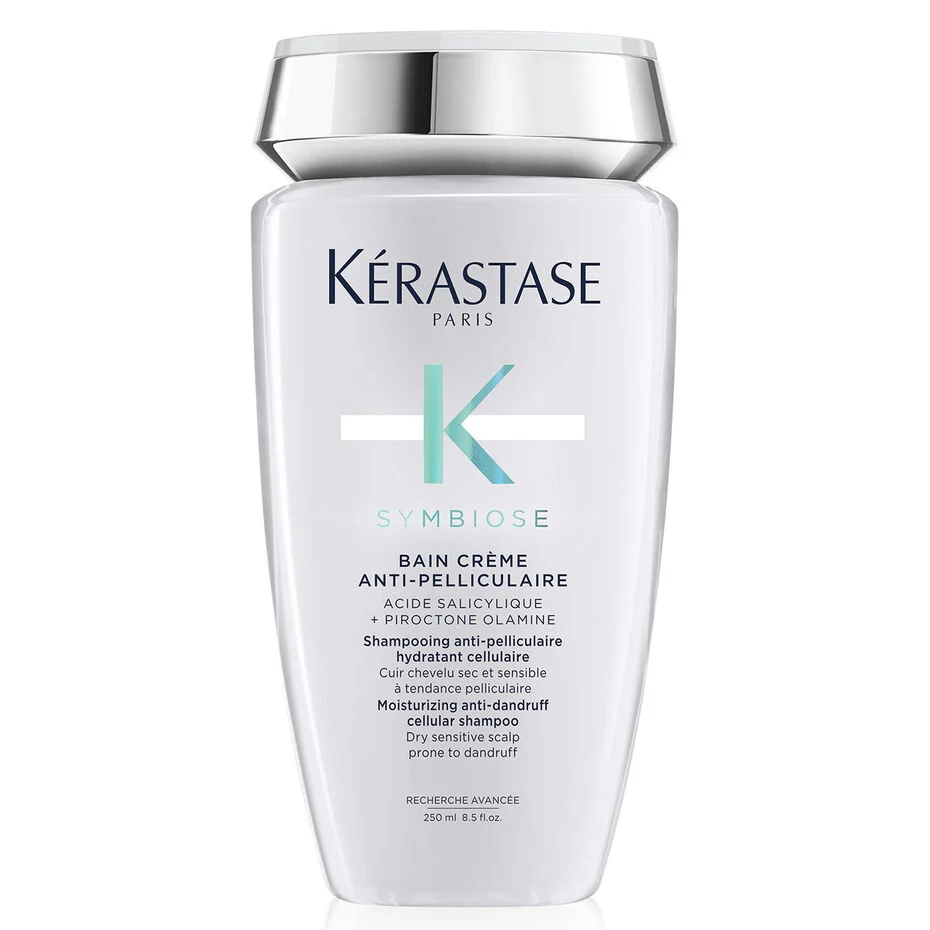 KÉRASTASE
PARIS
K
SYMBIOSE
BAIN CRÈME
ANTI-PELLICULAIRE
ACIDE SALICYLIQUE
+ PIROCTONE OLAMINE
Shampooing anti-pelliculaire
hydratant cellulaire
Cuir chevelu sec et sensible
à tendance pelliculaire
Moisturizing anti-dandruff
cellular shampoo
Dry sensitive scalp
prone to dandruff
RECHERCHE AVANCÉE
250 ml 8.5 fl.oz.